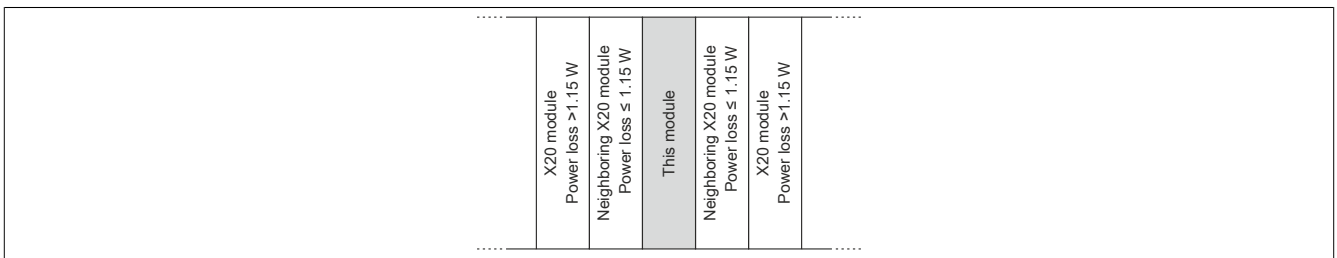 X20 module
Power loss >1.15 W
Neighboring X20 module
Power loss ≤ 1.15 W
This module
Neighboring X20 module
Power loss ≤ 1.15 W
X20 module
Power loss >1.15 W